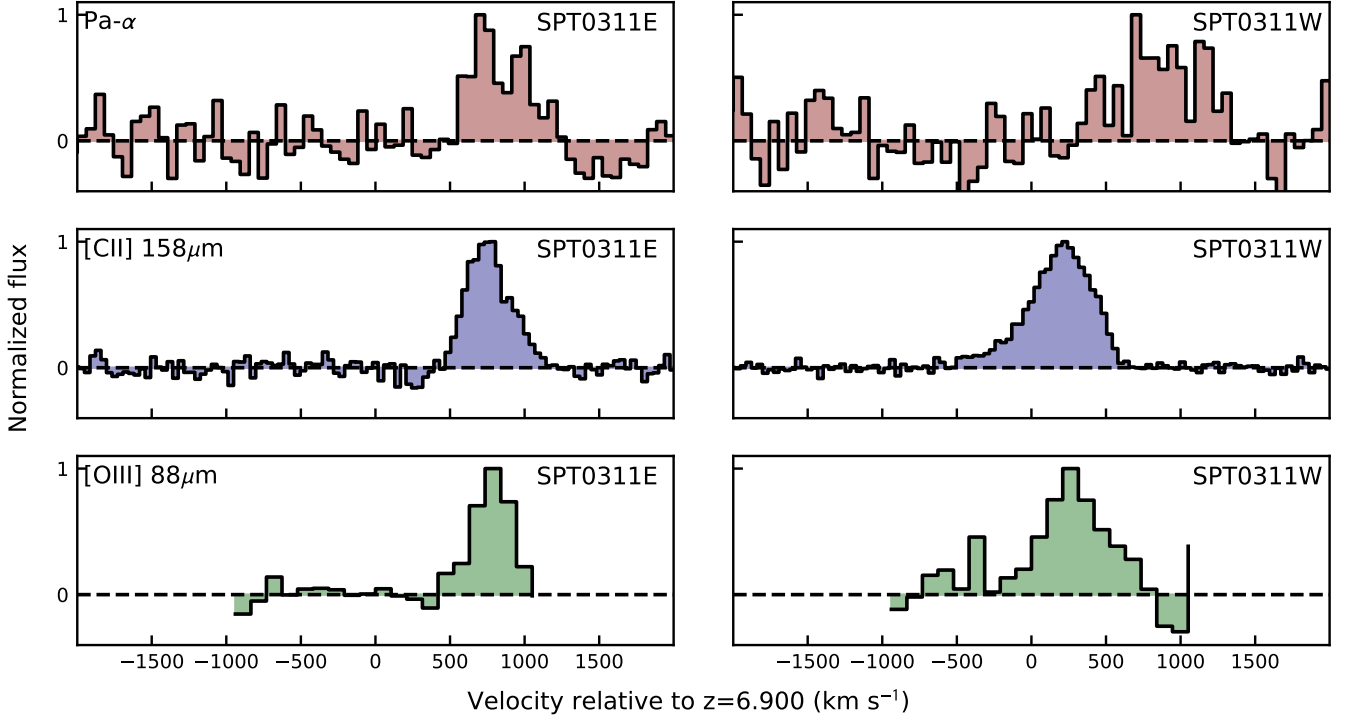 Pa-α
SPT0311E
SPT0311W
1
0
[CII] 158μm
SPT0311E
SPT0311W
1
0
[OIII] 88μm
SPT0311E
SPT0311W
1
0
−1500 −1000 −500 0 500 1000 1500
−1500 −1000 −500 0 500 1000 1500
Normalized flux
Velocity relative to z=6.900 (km s⁻¹)